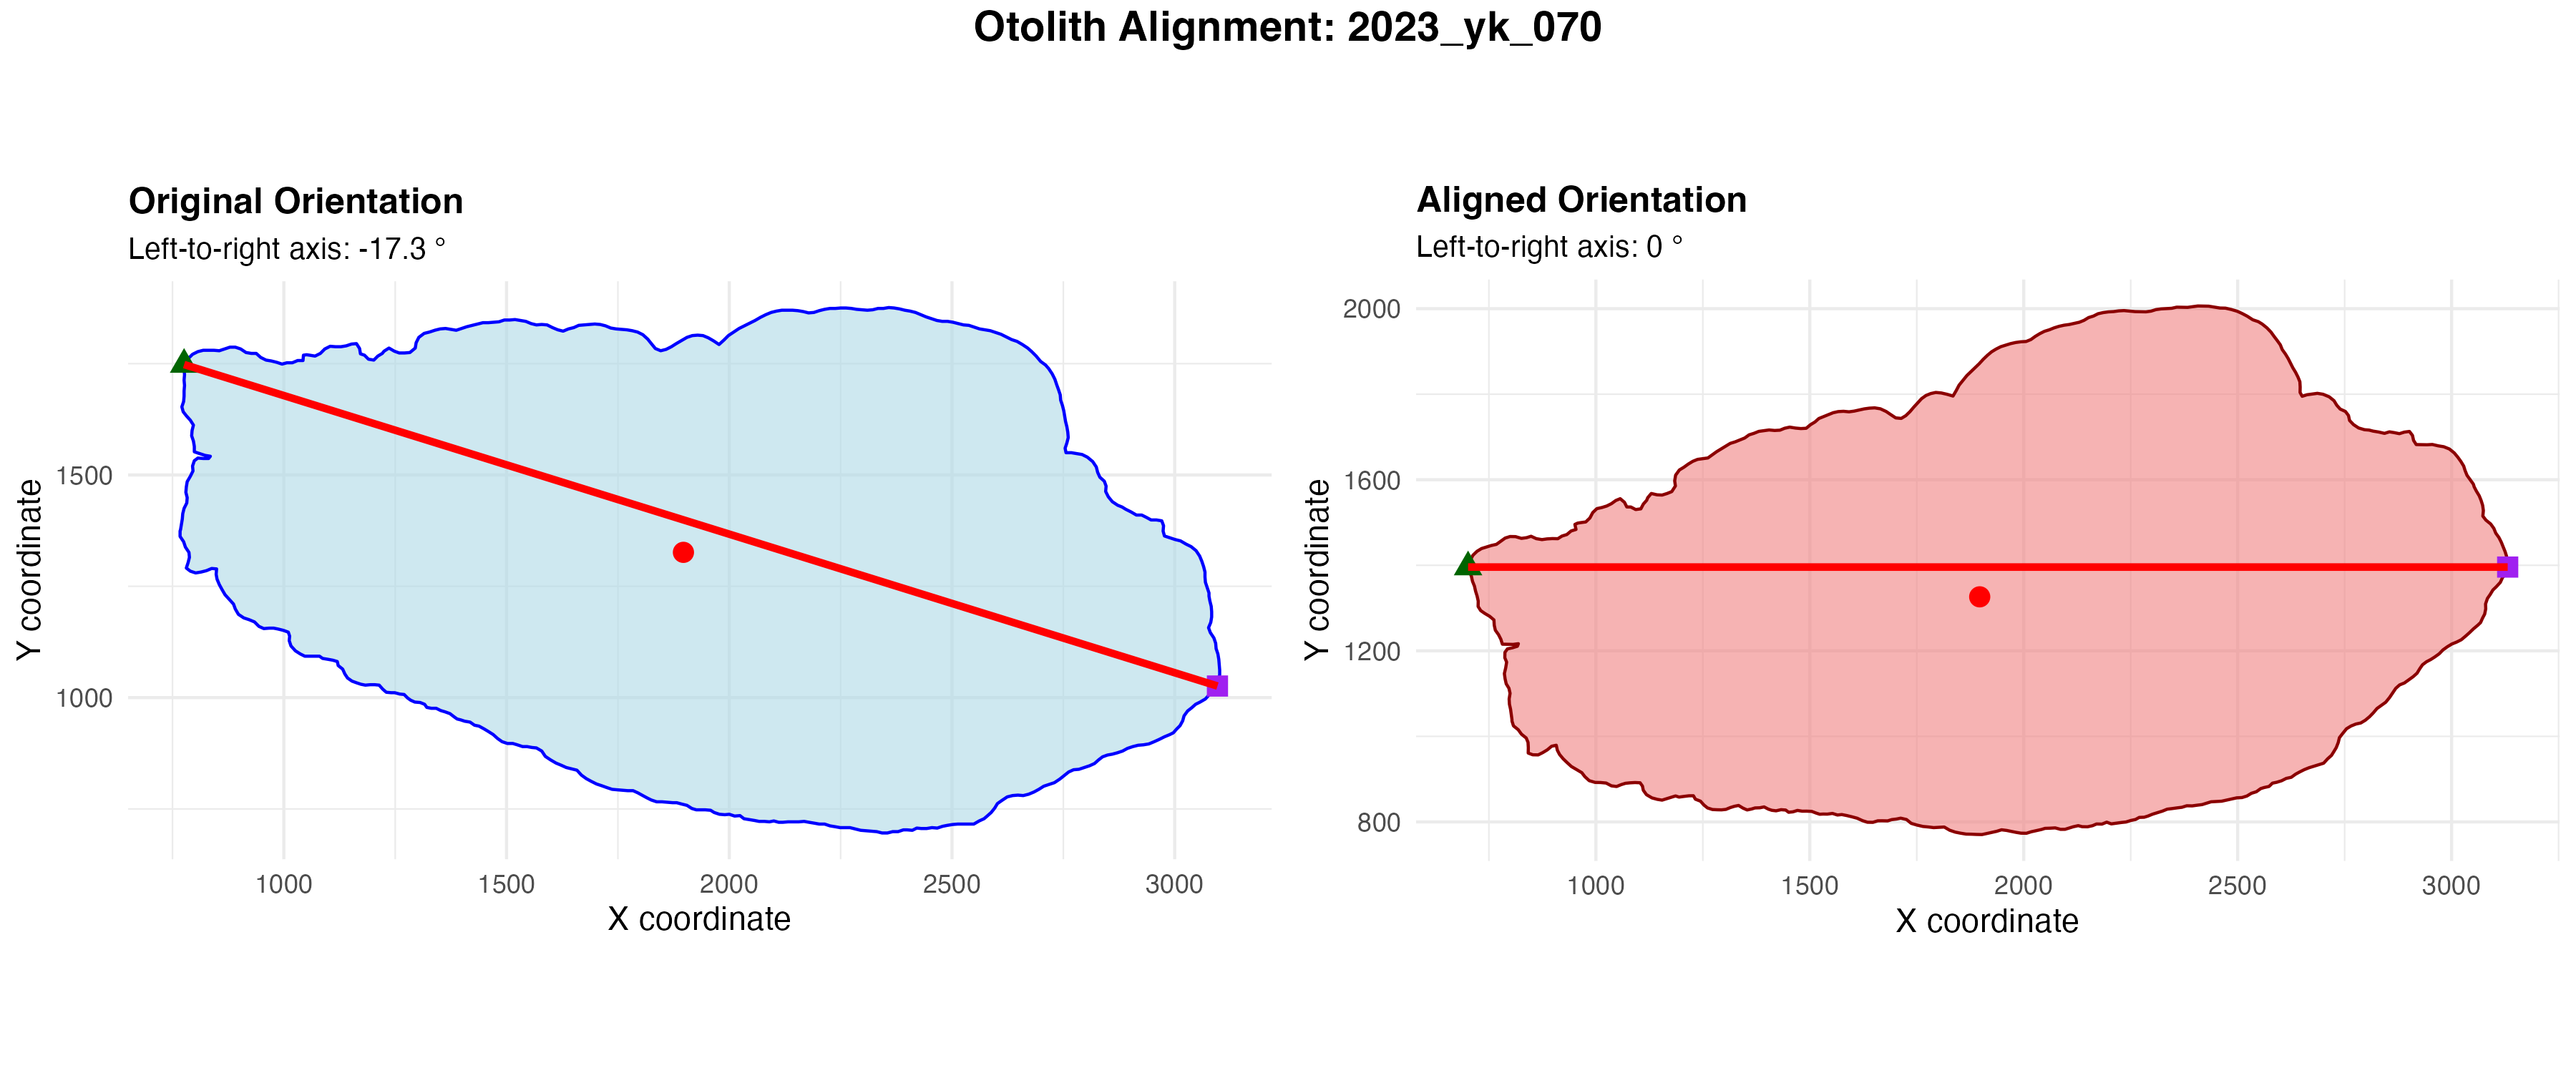 Otolith Alignment: 2023_yk_070
Original Orientation
Left-to-right axis: -17.3 °
Y coordinate
1500
1000
1000 1500 2000 2500 3000
X coordinate
Aligned Orientation
Left-to-right axis: 0 °
Y coordinate
2000
1600
1200
800
1000 1500 2000 2500 3000
X coordinate